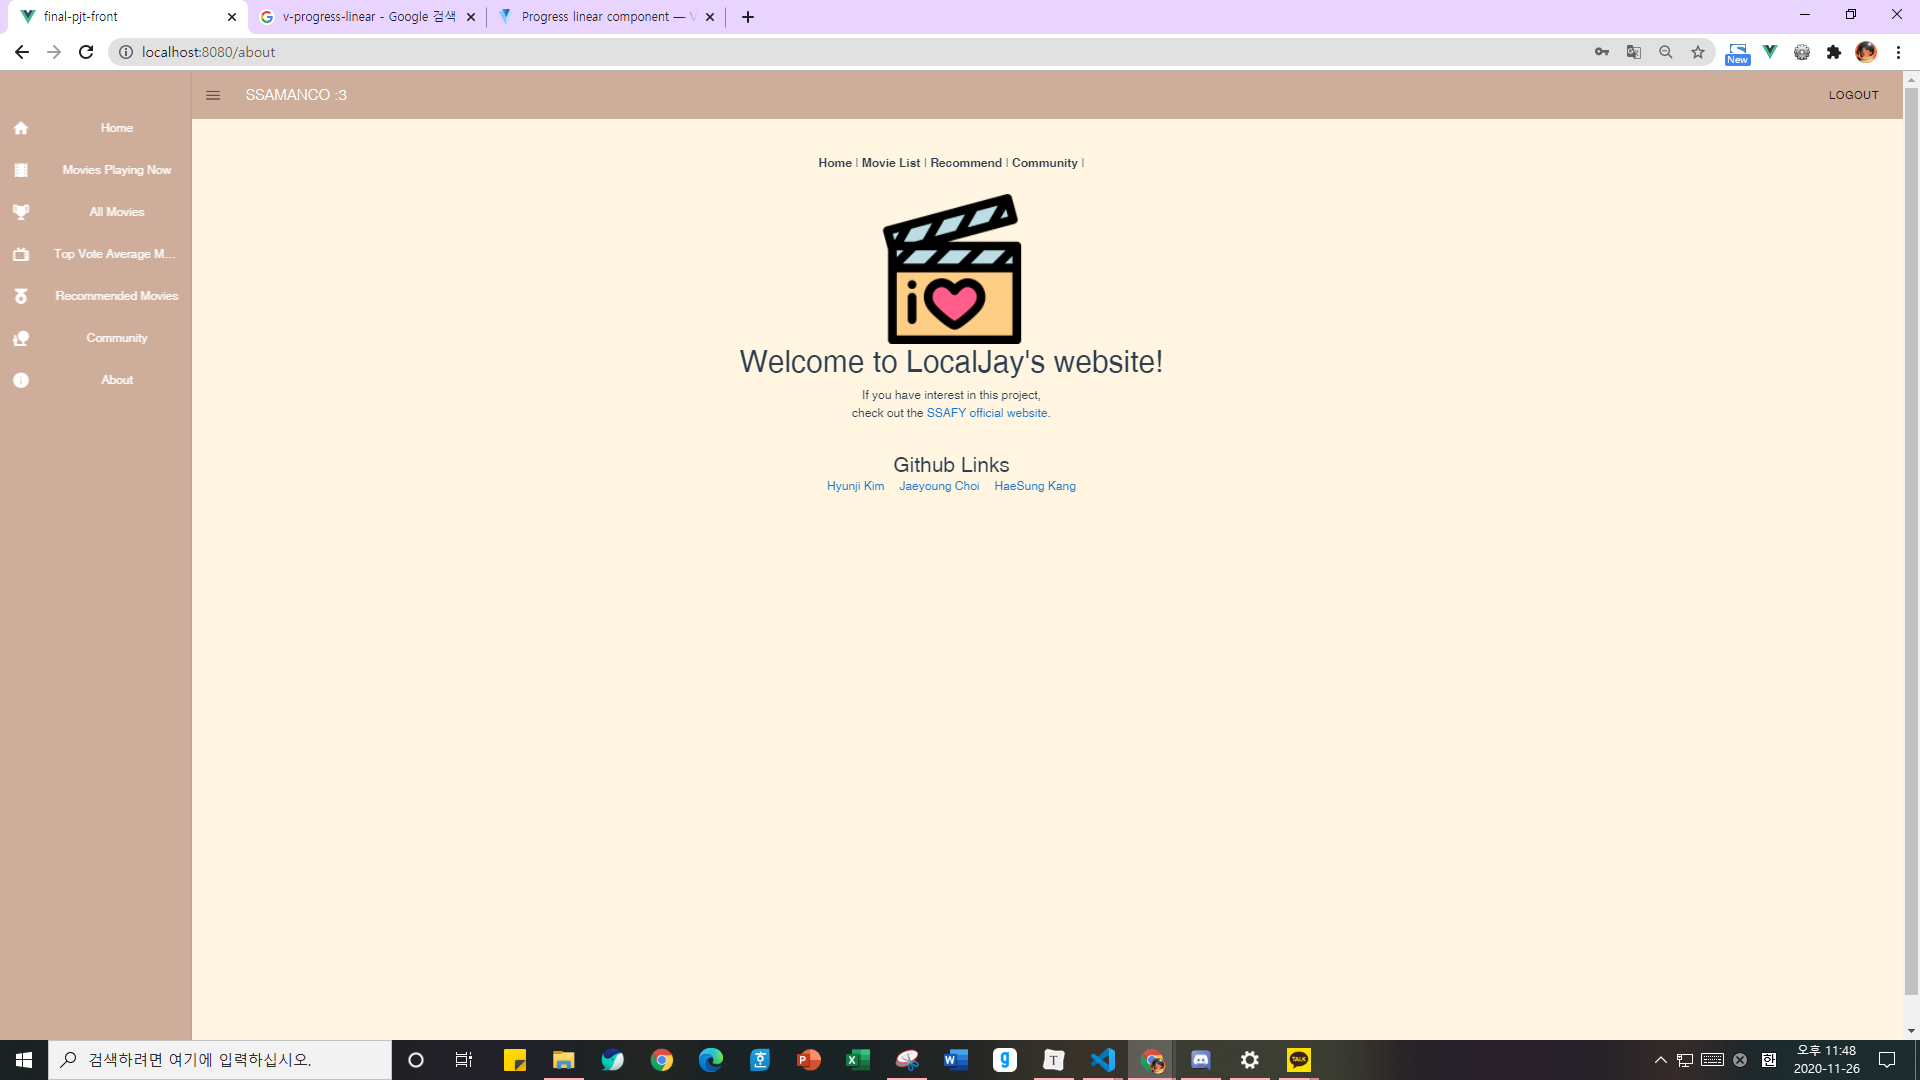 final-pjt-front
v-progress-linear - Google 검색
Progress linear component — V
localhost:8080/about
New
SSAMANCO :3
LOGOUT
Home
Movies Playing Now
All Movies
Top Vote Average M...
Recommended Movies
Community
About
Home | Movie List | Recommend | Community |
i
Welcome to LocalJay's website!
If you have interest in this project,
check out the SSAFY official website.
Github Links
Hyunji Kim Jaeyoung Choi HaeSung Kang
검색하려면 여기에 입력하십시오.
TALK
한
오후 11:48
2020-11-26